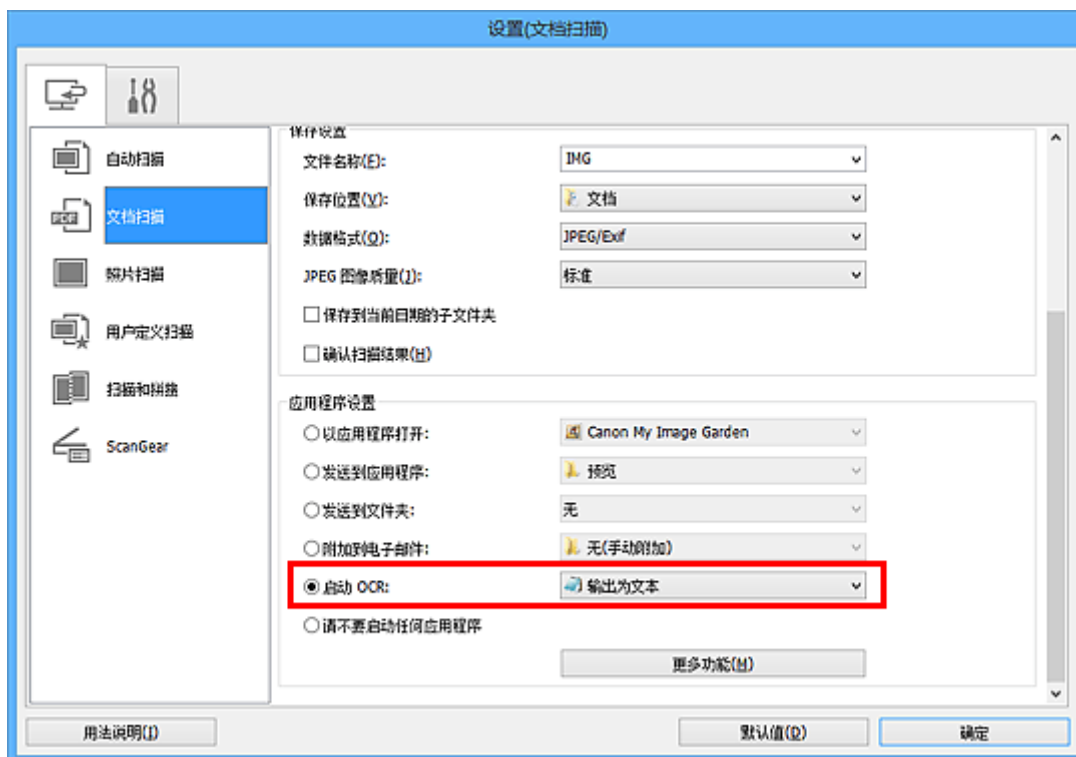 设置(文档扫描)
自动扫描
文档扫描
照片扫描
用户定义扫描
扫描和拼接
ScanGear
保存设置
文件名称(F): IMG
保存位置(V): 文档
数据格式(O): JPEG/Exif
JPEG 图像质量(J): 标准
保存到当前日期的子文件夹
确认扫描结果(H)
应用程序设置
以应用程序打开: Canon My Image Garden
发送到应用程序: 预览
发送到文件夹: 无
附加到电子邮件: 无(手动附加)
启动 OCR: 输出为文本
请不要启动任何应用程序
更多功能(M)
用法说明(I)
默认值(D)
确定